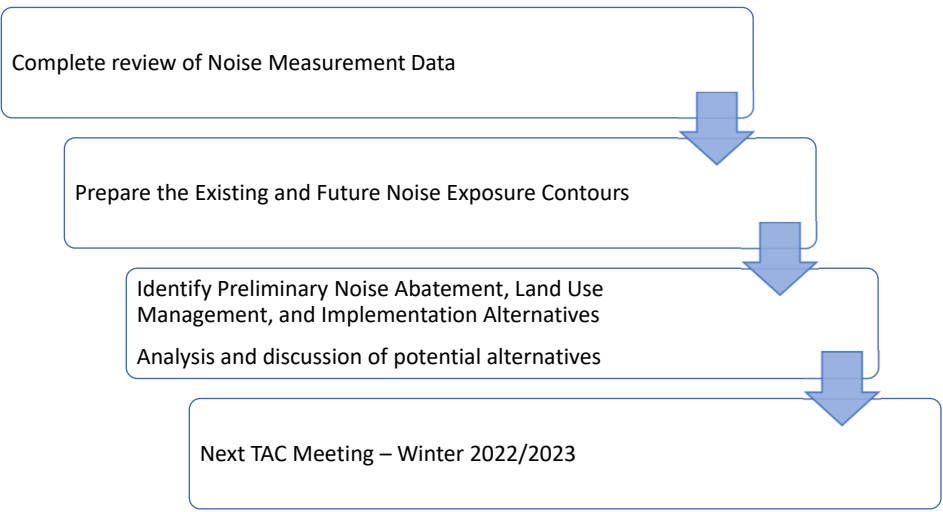 Complete review of Noise Measurement Data
Prepare the Existing and Future Noise Exposure Contours
Identify Preliminary Noise Abatement, Land Use
Management, and Implementation Alternatives
Analysis and discussion of potential alternatives
Next TAC Meeting – Winter 2022/2023